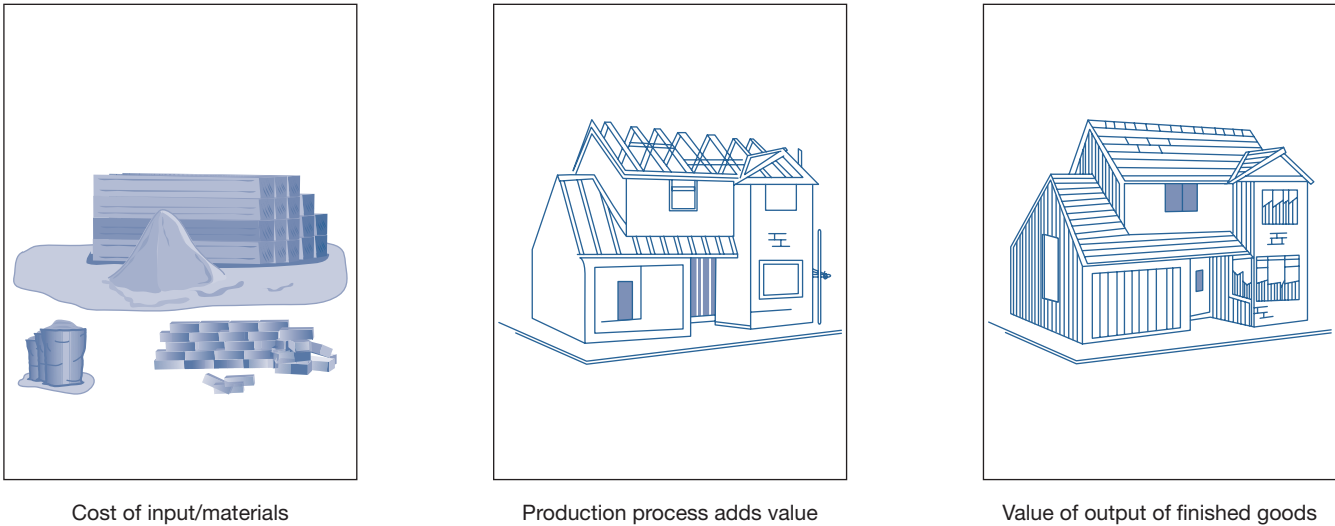 Cost of input/materials
Production process adds value
Value of output of finished goods